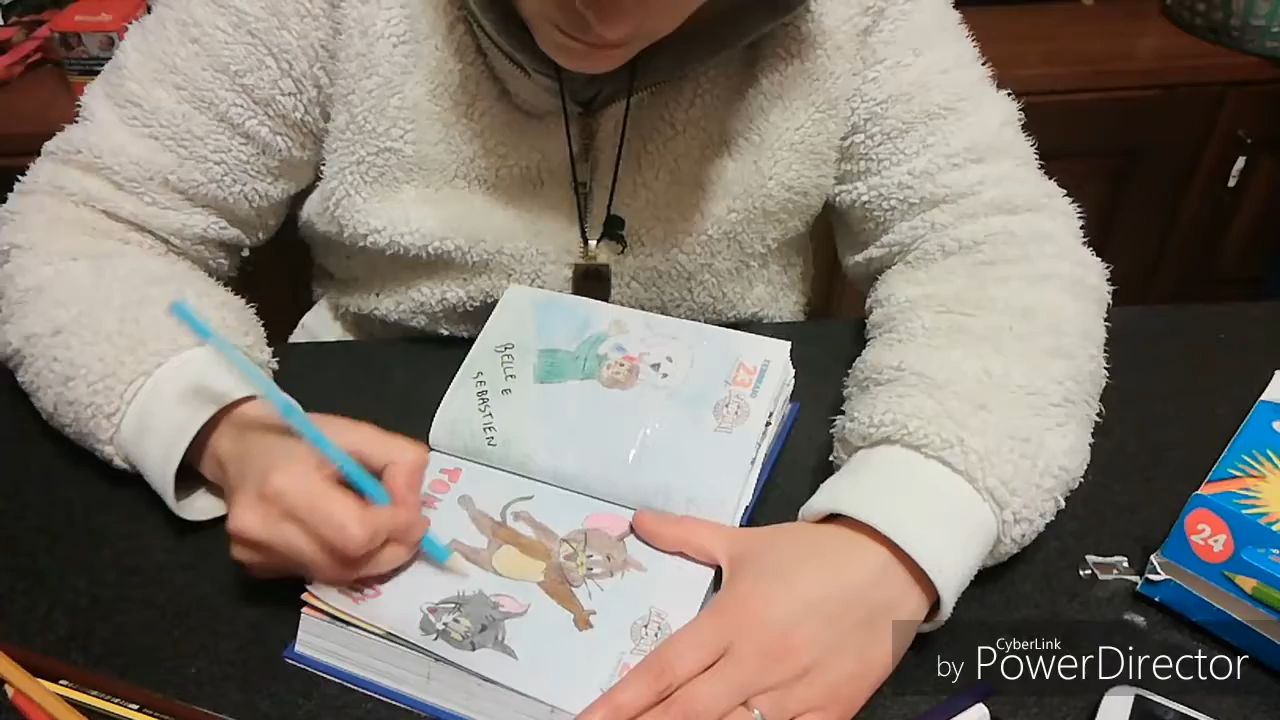 BELLE E
SEBASTIEN
FEBBRAIO
23
TOM
24
CyberLink
by PowerDirector